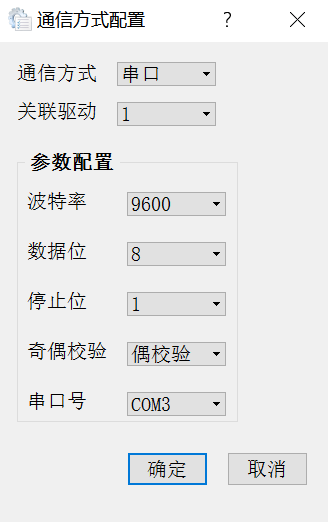 通信方式配置 ?
通信方式 串口
关联驱动 1
参数配置
波特率 9600
数据位 8
停止位 1
奇偶校验 偶校验
串口号 COM3
确定 取消